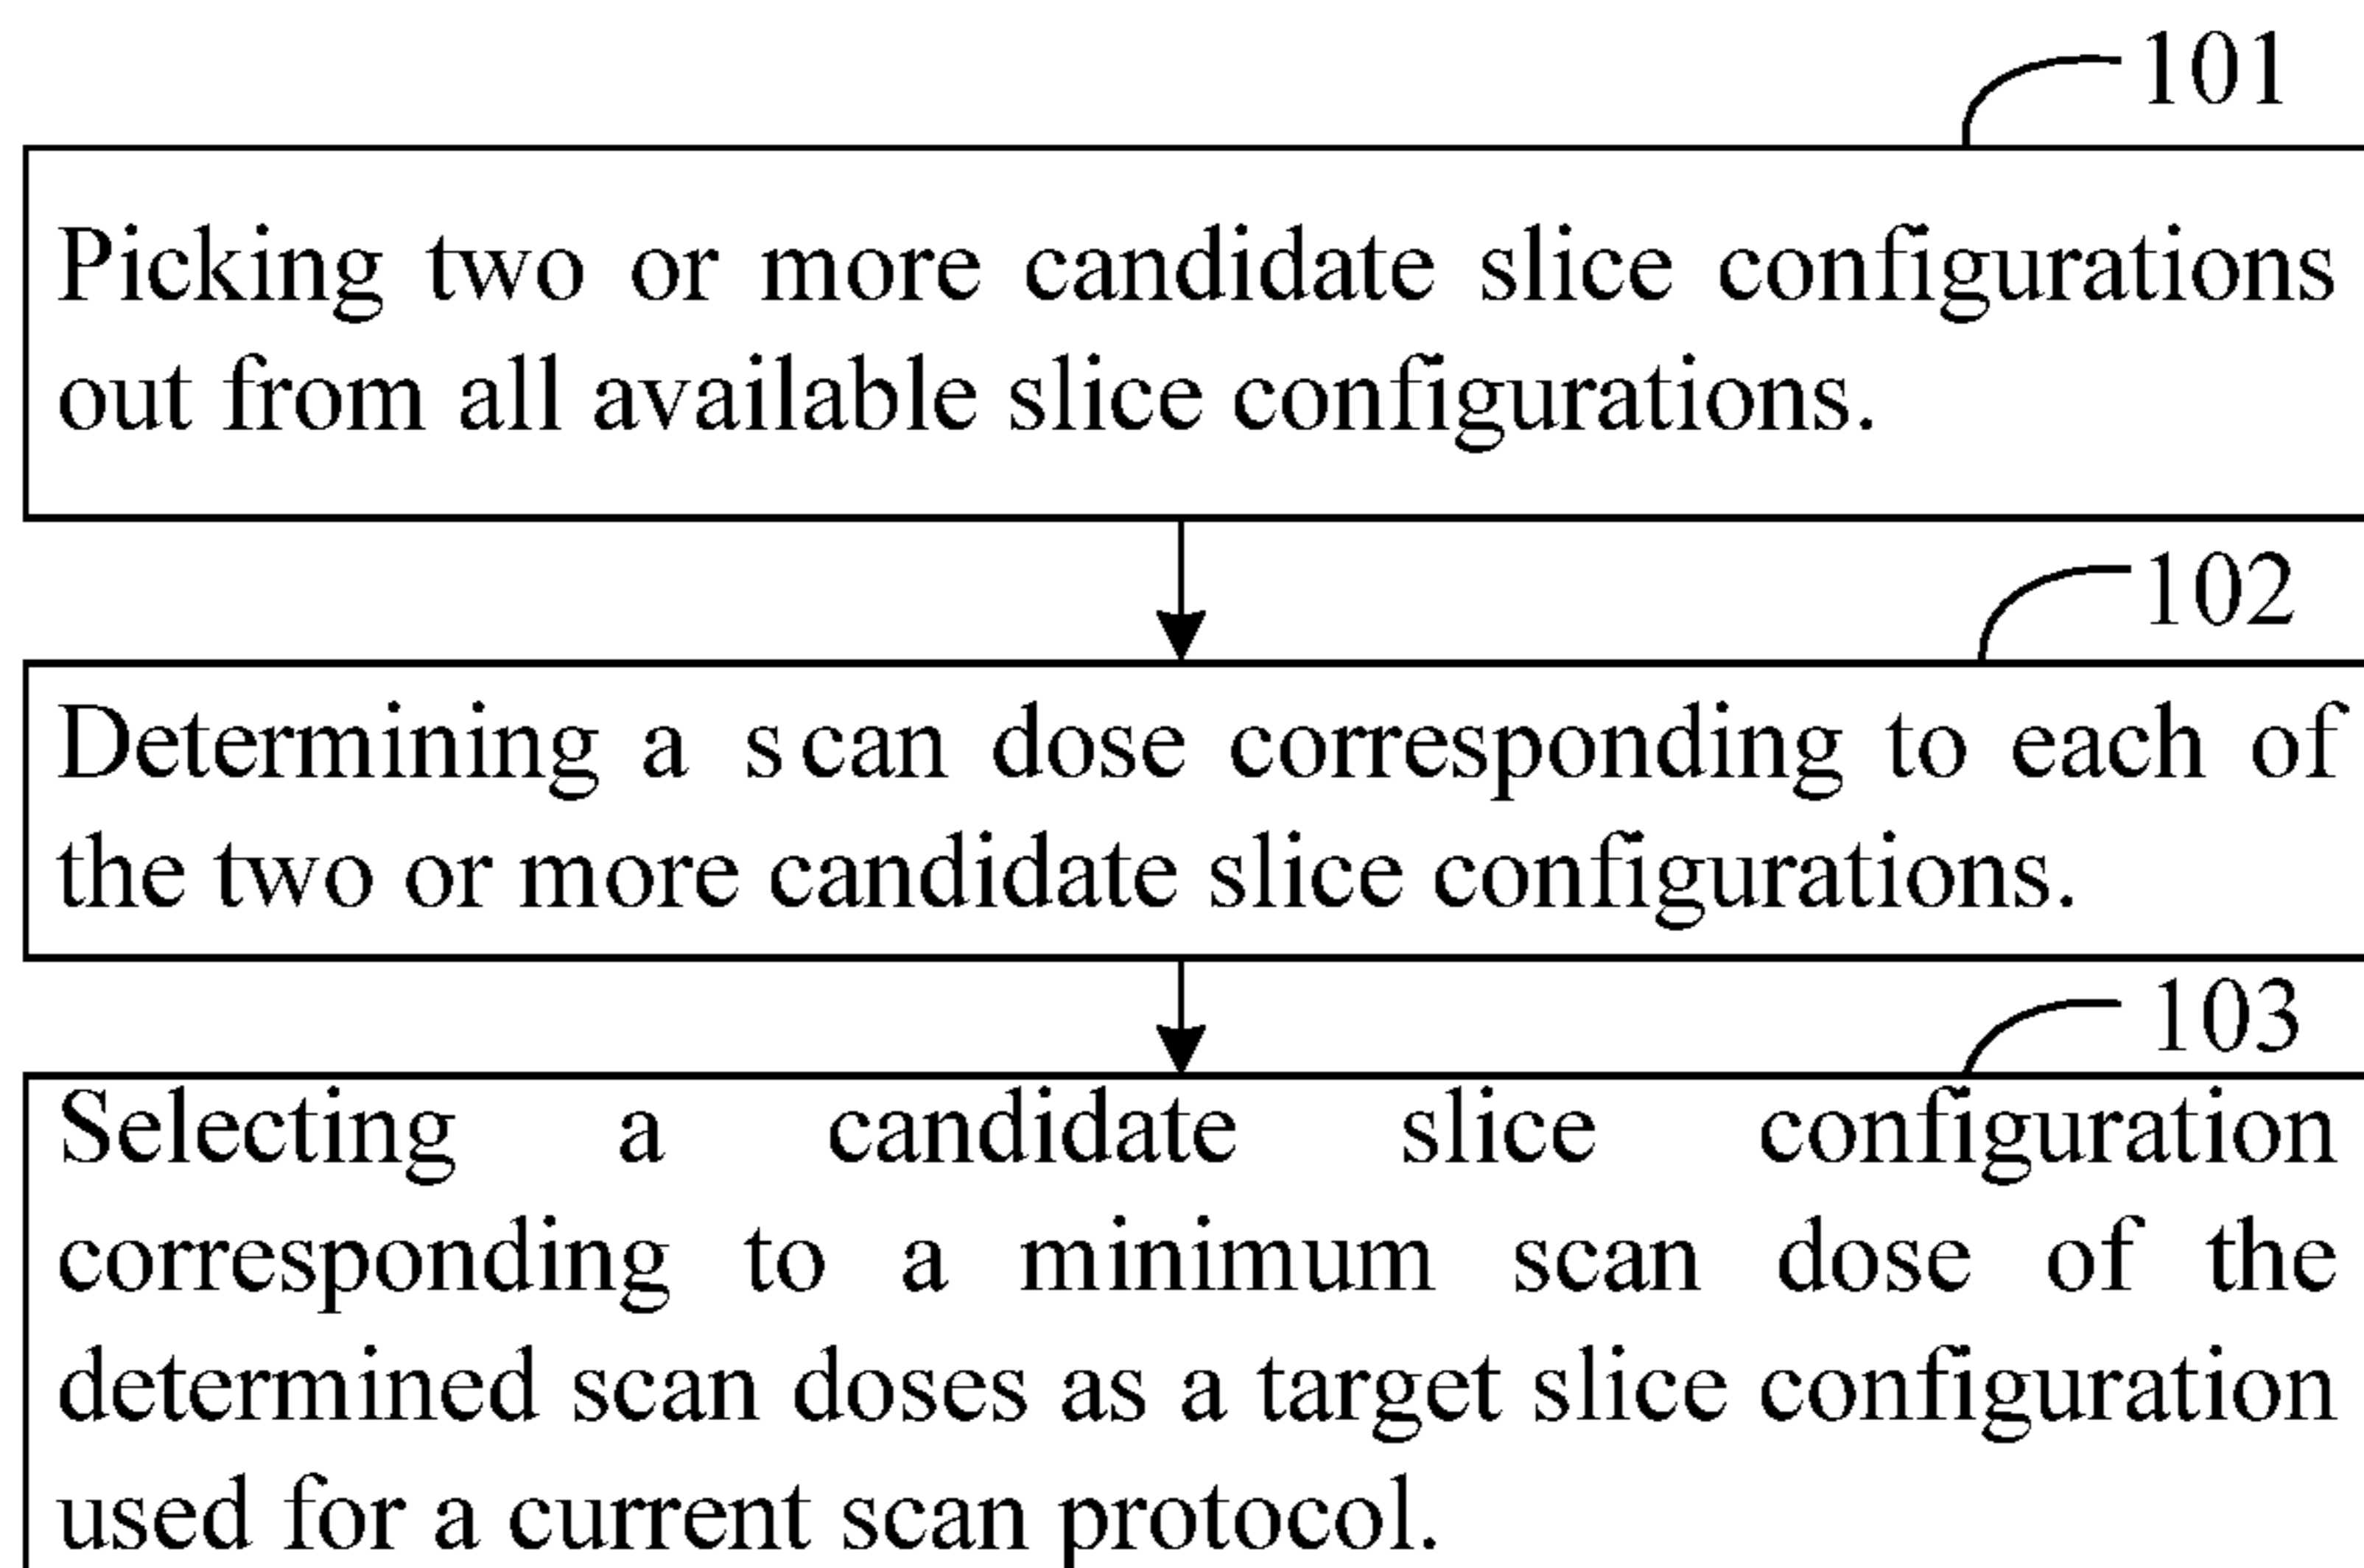 101
Picking two or more candidate slice configurations
out from all available slice configurations.
102
Determining a scan dose corresponding to each of
the two or more candidate slice configurations.
103
Selecting a candidate slice configuration
corresponding to a minimum scan dose of the
determined scan doses as a target slice configuration
used for a current scan protocol.